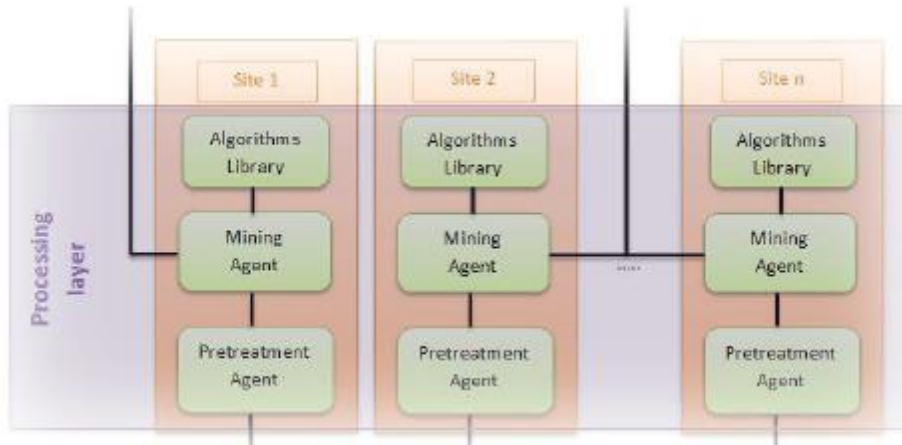 Site 1
Site 2
Site n
Algorithms
Library
Algorithms
Library
Algorithms
Library
Mining
Agent
Mining
Agent
Mining
Agent
.....
Processing
layer
Pretreatment
Agent
Pretreatment
Agent
Pretreatment
Agent